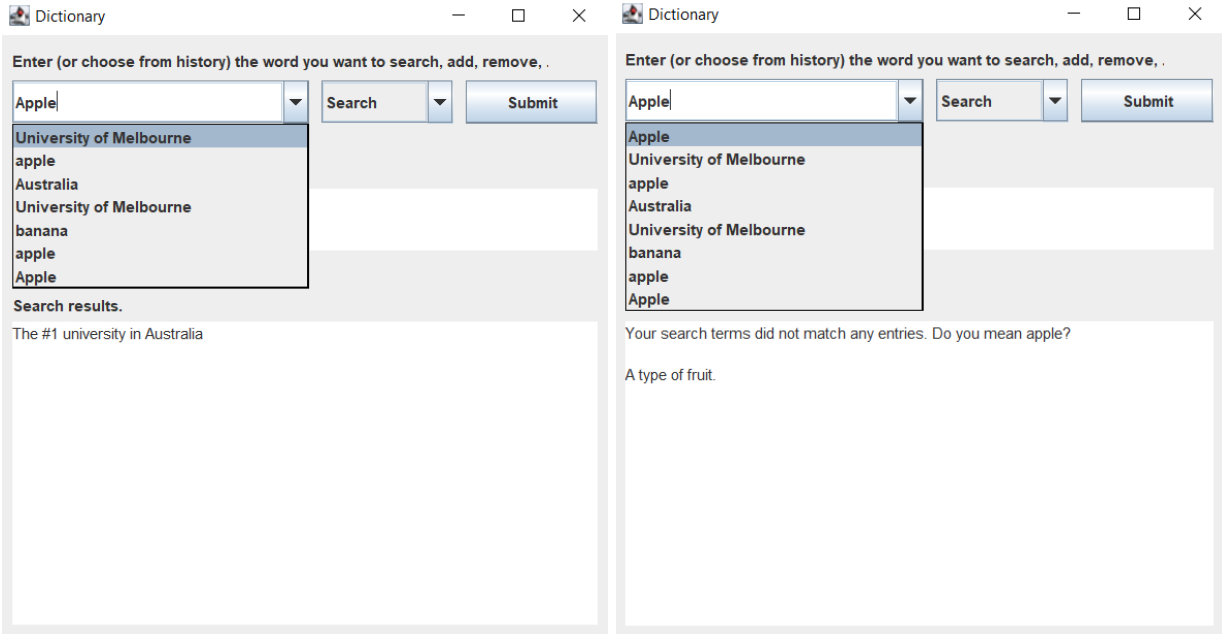 Dictionary
Enter (or choose from history) the word you want to search, add, remove, .
Apple
Search
Submit
University of Melbourne
apple
Australia
University of Melbourne
banana
apple
Apple
Search results.
The #1 university in Australia
Dictionary
Enter (or choose from history) the word you want to search, add, remove, .
Apple
Search
Submit
Apple
University of Melbourne
apple
Australia
University of Melbourne
banana
apple
Apple
Your search terms did not match any entries. Do you mean apple?
A type of fruit.